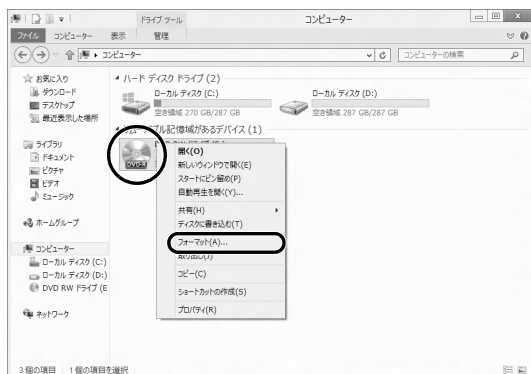 ドライブ ツール
コンピューター
ファイル
コンピューター
表示
管理
コンピューター
コンピューターの検索
お気に入り
ダウンロード
デスクトップ
最近表示した場所
ライブラリ
ドキュメント
ピクチャ
ビデオ
ミュージック
ホームグループ
コンピューター
ローカル ディスク (C:)
ローカル ディスク (D:)
DVD RW ドライブ (E
ネットワーク
ハード ディスク ドライブ (2)
ローカル ディスク (C:)
空き領域 270 GB/287 GB
ローカル ディスク (D:)
空き領域 287 GB/287 GB
ブル記憶域があるデバイス (1)
DVD-R
開く(O)
新しいウィンドウで開く(E)
スタートにピン留め(P)
自動再生を開く(Y)...
共有(H)
ディスクに書き込む(T)
フォーマット(A)...
取り出し(J)
コピー(C)
ショートカットの作成(S)
プロパティ(R)
3 個の項目
1 個の項目を選択